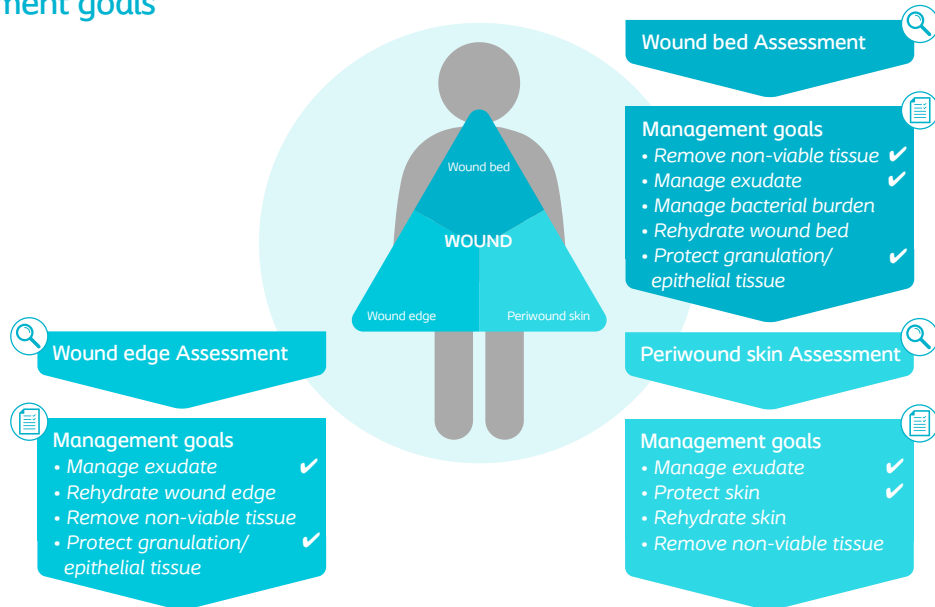 ment goals
Wound bed Assessment
Management goals
• Remove non-viable tissue ✔
• Manage exudate ✔
• Manage bacterial burden
• Rehydrate wound bed
• Protect granulation/ ✔
epithelial tissue
Wound bed
WOUND
Wound edge
Periwound skin
Wound edge Assessment
Management goals
• Manage exudate ✔
• Rehydrate wound edge
• Remove non-viable tissue
• Protect granulation/ ✔
epithelial tissue
Periwound skin Assessment
Management goals
• Manage exudate ✔
• Protect skin ✔
• Rehydrate skin
• Remove non-viable tissue